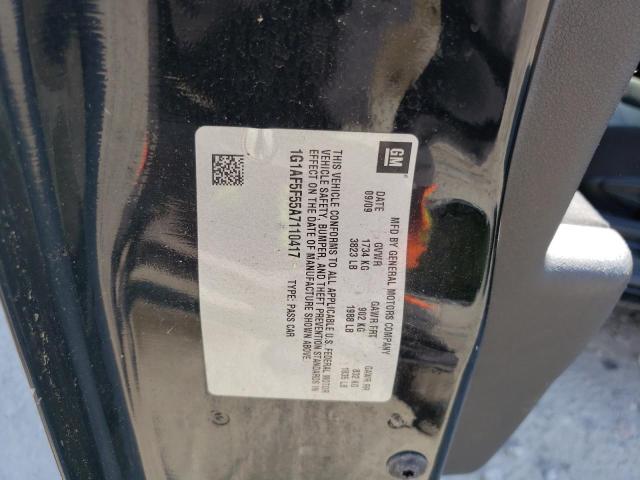 GM
MFD BY GENERAL MOTORS COMPANY
DATE GVWR GAWR FRT GAWR RR
09/09 1734 KG 902 KG 832 KG
3823 LB 1988 LB 1835 LB
THIS VEHICLE CONFORMS TO ALL APPLICABLE U.S. FEDERAL MOTOR
VEHICLE SAFETY, BUMPER, AND THEFT PREVENTION STANDARDS IN
EFFECT ON THE DATE OF MANUFACTURE SHOWN ABOVE.
1G1AF5F55A7110417 TYPE: PASS CAR